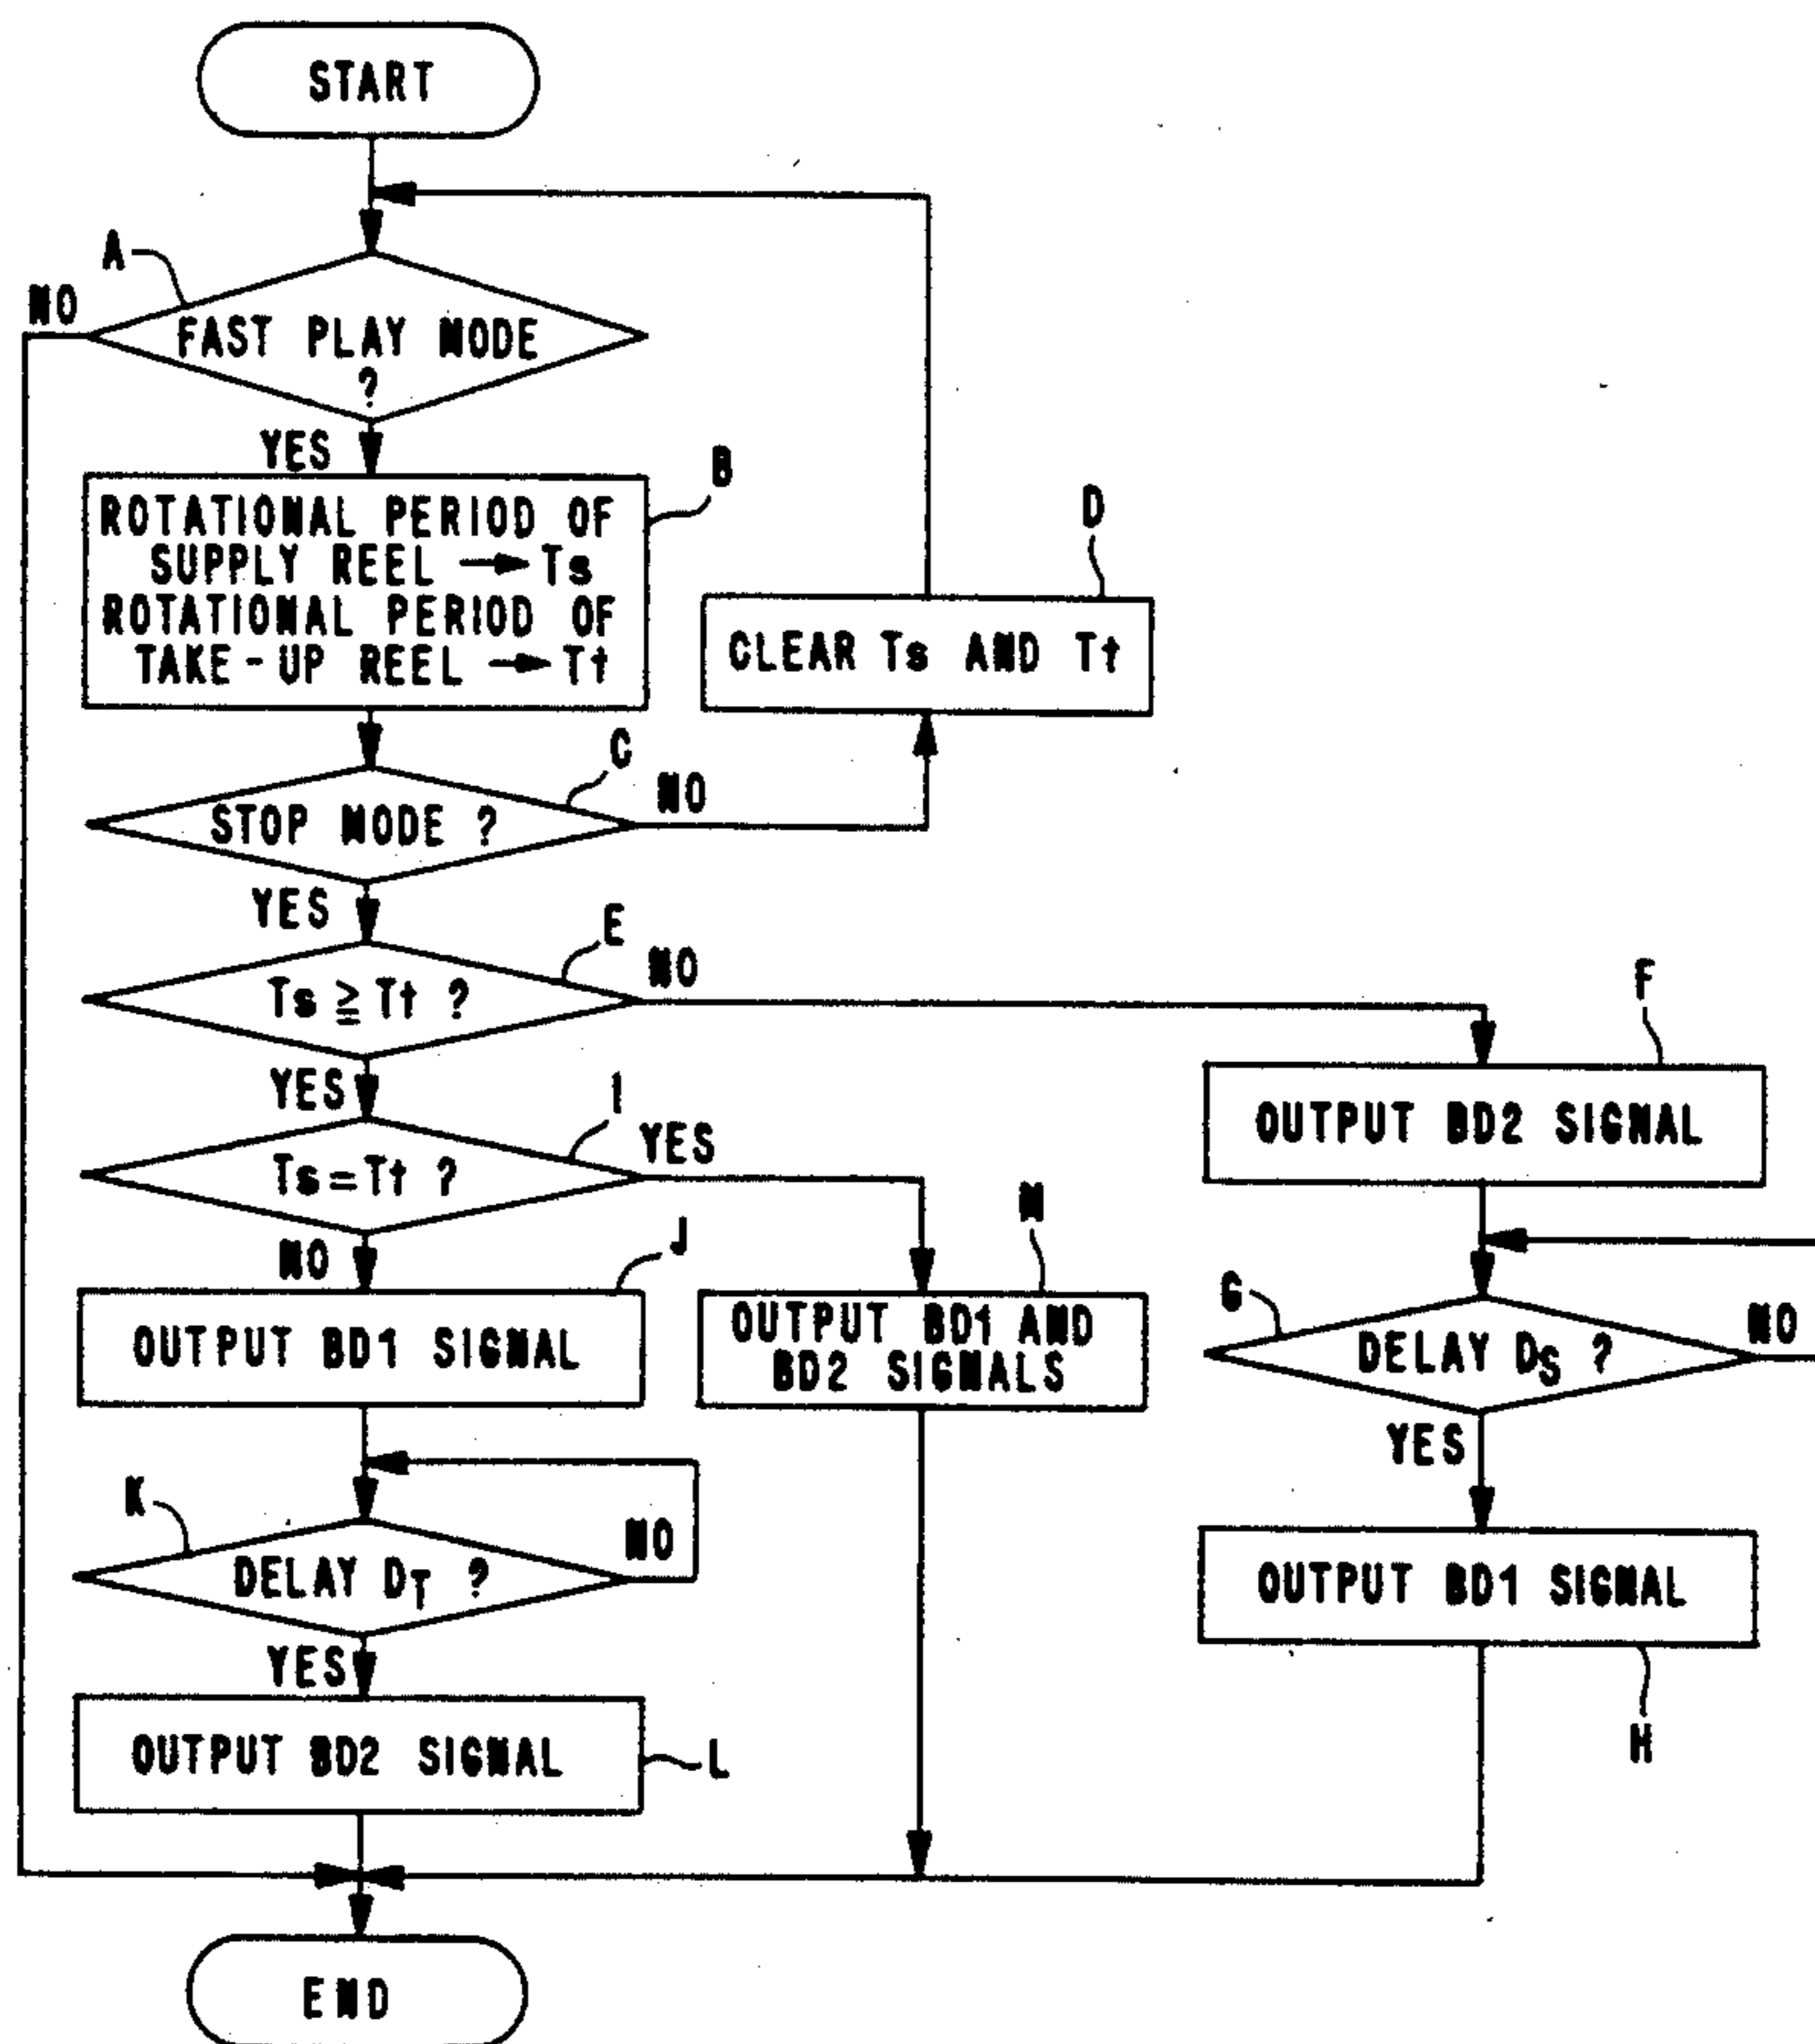 START
A
NO
FAST PLAY MODE
?
YES
B
ROTATIONAL PERIOD OF
SUPPLY REEL → Ts
ROTATIONAL PERIOD OF
TAKE-UP REEL → Tt
D
CLEAR Ts AND Tt
C
STOP MODE ?
NO
YES
E
Ts ≧ Tt ?
NO
F
OUTPUT BD2 SIGNAL
YES
I
Ts = Tt ?
YES
NO
J
OUTPUT BD1 SIGNAL
M
OUTPUT BD1 AND
BD2 SIGNALS
G
DELAY DS ?
NO
YES
K
DELAY DT ?
NO
OUTPUT BD1 SIGNAL
H
YES
OUTPUT BD2 SIGNAL
L
END